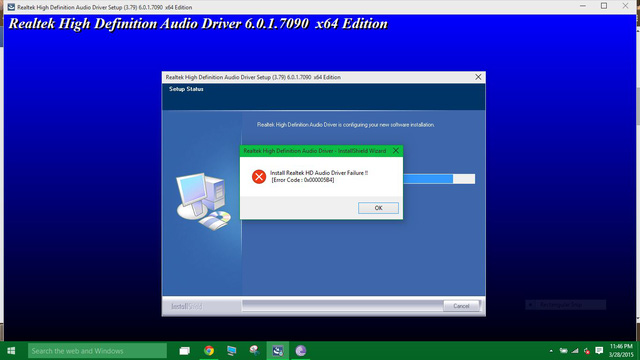 Realtek High Definition Audio Driver Setup (3.79) 6.0.1.7090 x64 Edition
Realtek High Definition Audio Driver 6.0.1.7090 x64 Edition
Realtek High Definition Audio Driver Setup (3.79) 6.0.1.7090 x64 Edition
Setup Status
Realtek High Definition Audio Driver is configuring your new software installation.
Realtek High Definition Audio Driver - InstallShield Wizard
Install Realtek HD Audio Driver Failure !!
[Error Code : 0x000005B4]
OK
InstallShield
Cancel
Search the web and Windows
11:46 PM
3/28/2015